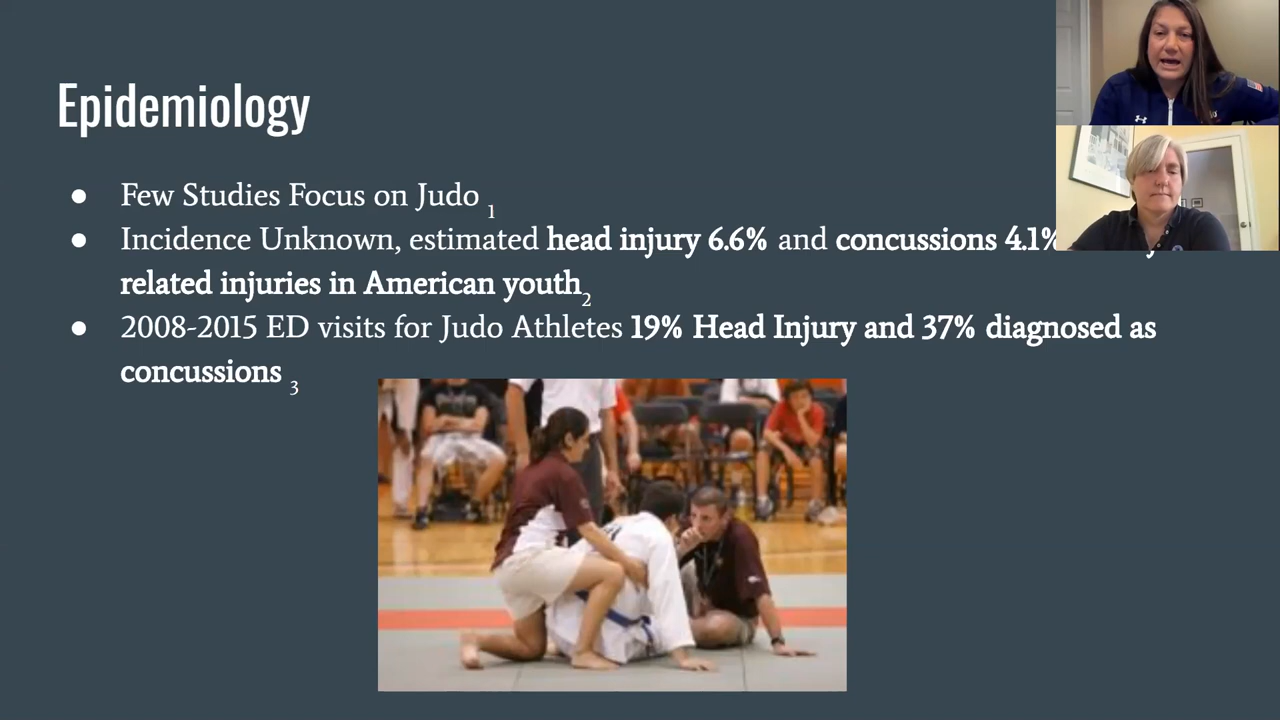 Epidemiology
● Few Studies Focus on Judo 1
● Incidence Unknown, estimated head injury 6.6% and concussions 4.1%
related injuries in American youth2
● 2008-2015 ED visits for Judo Athletes 19% Head Injury and 37% diagnosed as
concussions 3